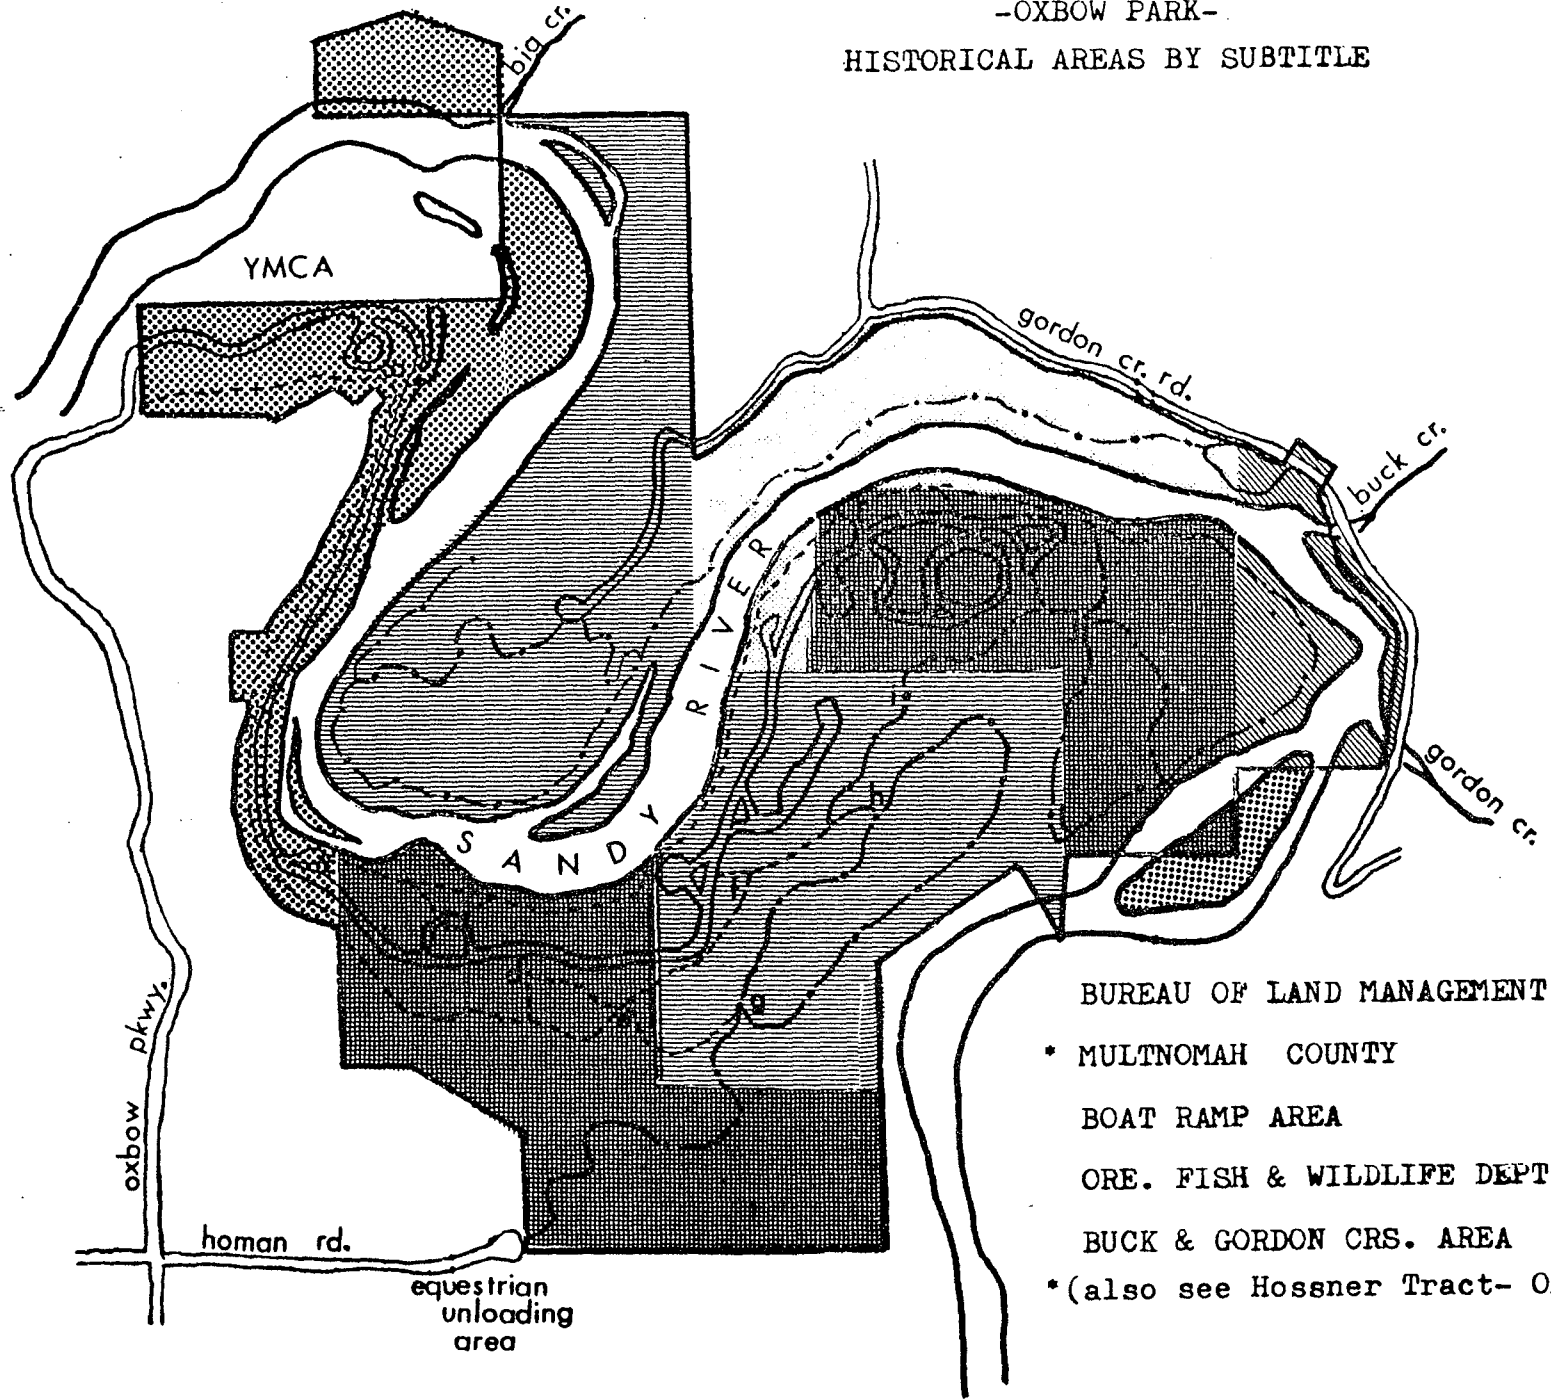 -OXBOW PARK-
HISTORICAL AREAS BY SUBTITLE
big cr.
YMCA
gordon cr. rd.
buck cr.
SANDY RIVER
i
h
f
g
d
e
gordon cr.
oxbow pkwy.
homan rd.
equestrian
unloading
area
BUREAU OF LAND MANAGEMENT
* MULTNOMAH COUNTY
BOAT RAMP AREA
ORE. FISH & WILDLIFE DEPT
BUCK & GORDON CRS. AREA
*(also see Hossner Tract-